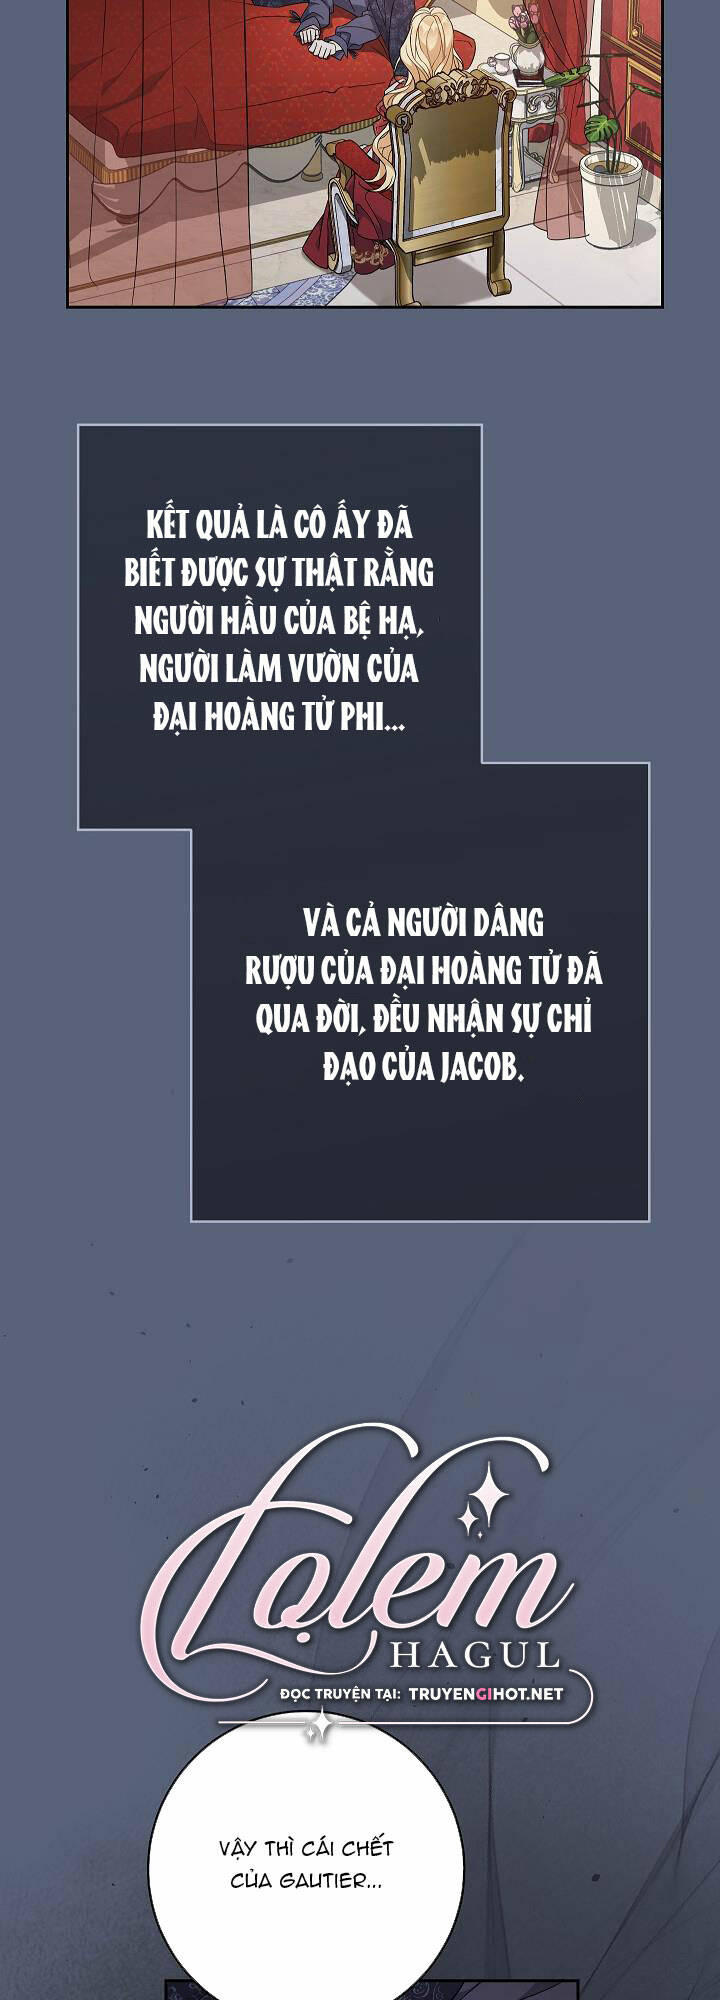 KẾT QUẢ LÀ CÔ ẤY ĐÃ
BIẾT ĐƯỢC SỰ THẬT RẰNG
NGƯỜI HẦU CỦA BỆ HẠ,
NGƯỜI LÀM VƯỜN CỦA
ĐẠI HOÀNG TỬ PHI...
VÀ CẢ NGƯỜI DÂNG
RƯỢU CỦA ĐẠI HOÀNG TỬ ĐÃ
QUA ĐỜI, ĐỀU NHẬN SỰ CHỈ
ĐẠO CỦA JACOB.
Lọlem
HAGUL
ĐỌC TRUYỆN TẠI: TRUYENGIHOT.NET
VẬY THÌ CÁI CHẾT
CỦA GAUTIER...